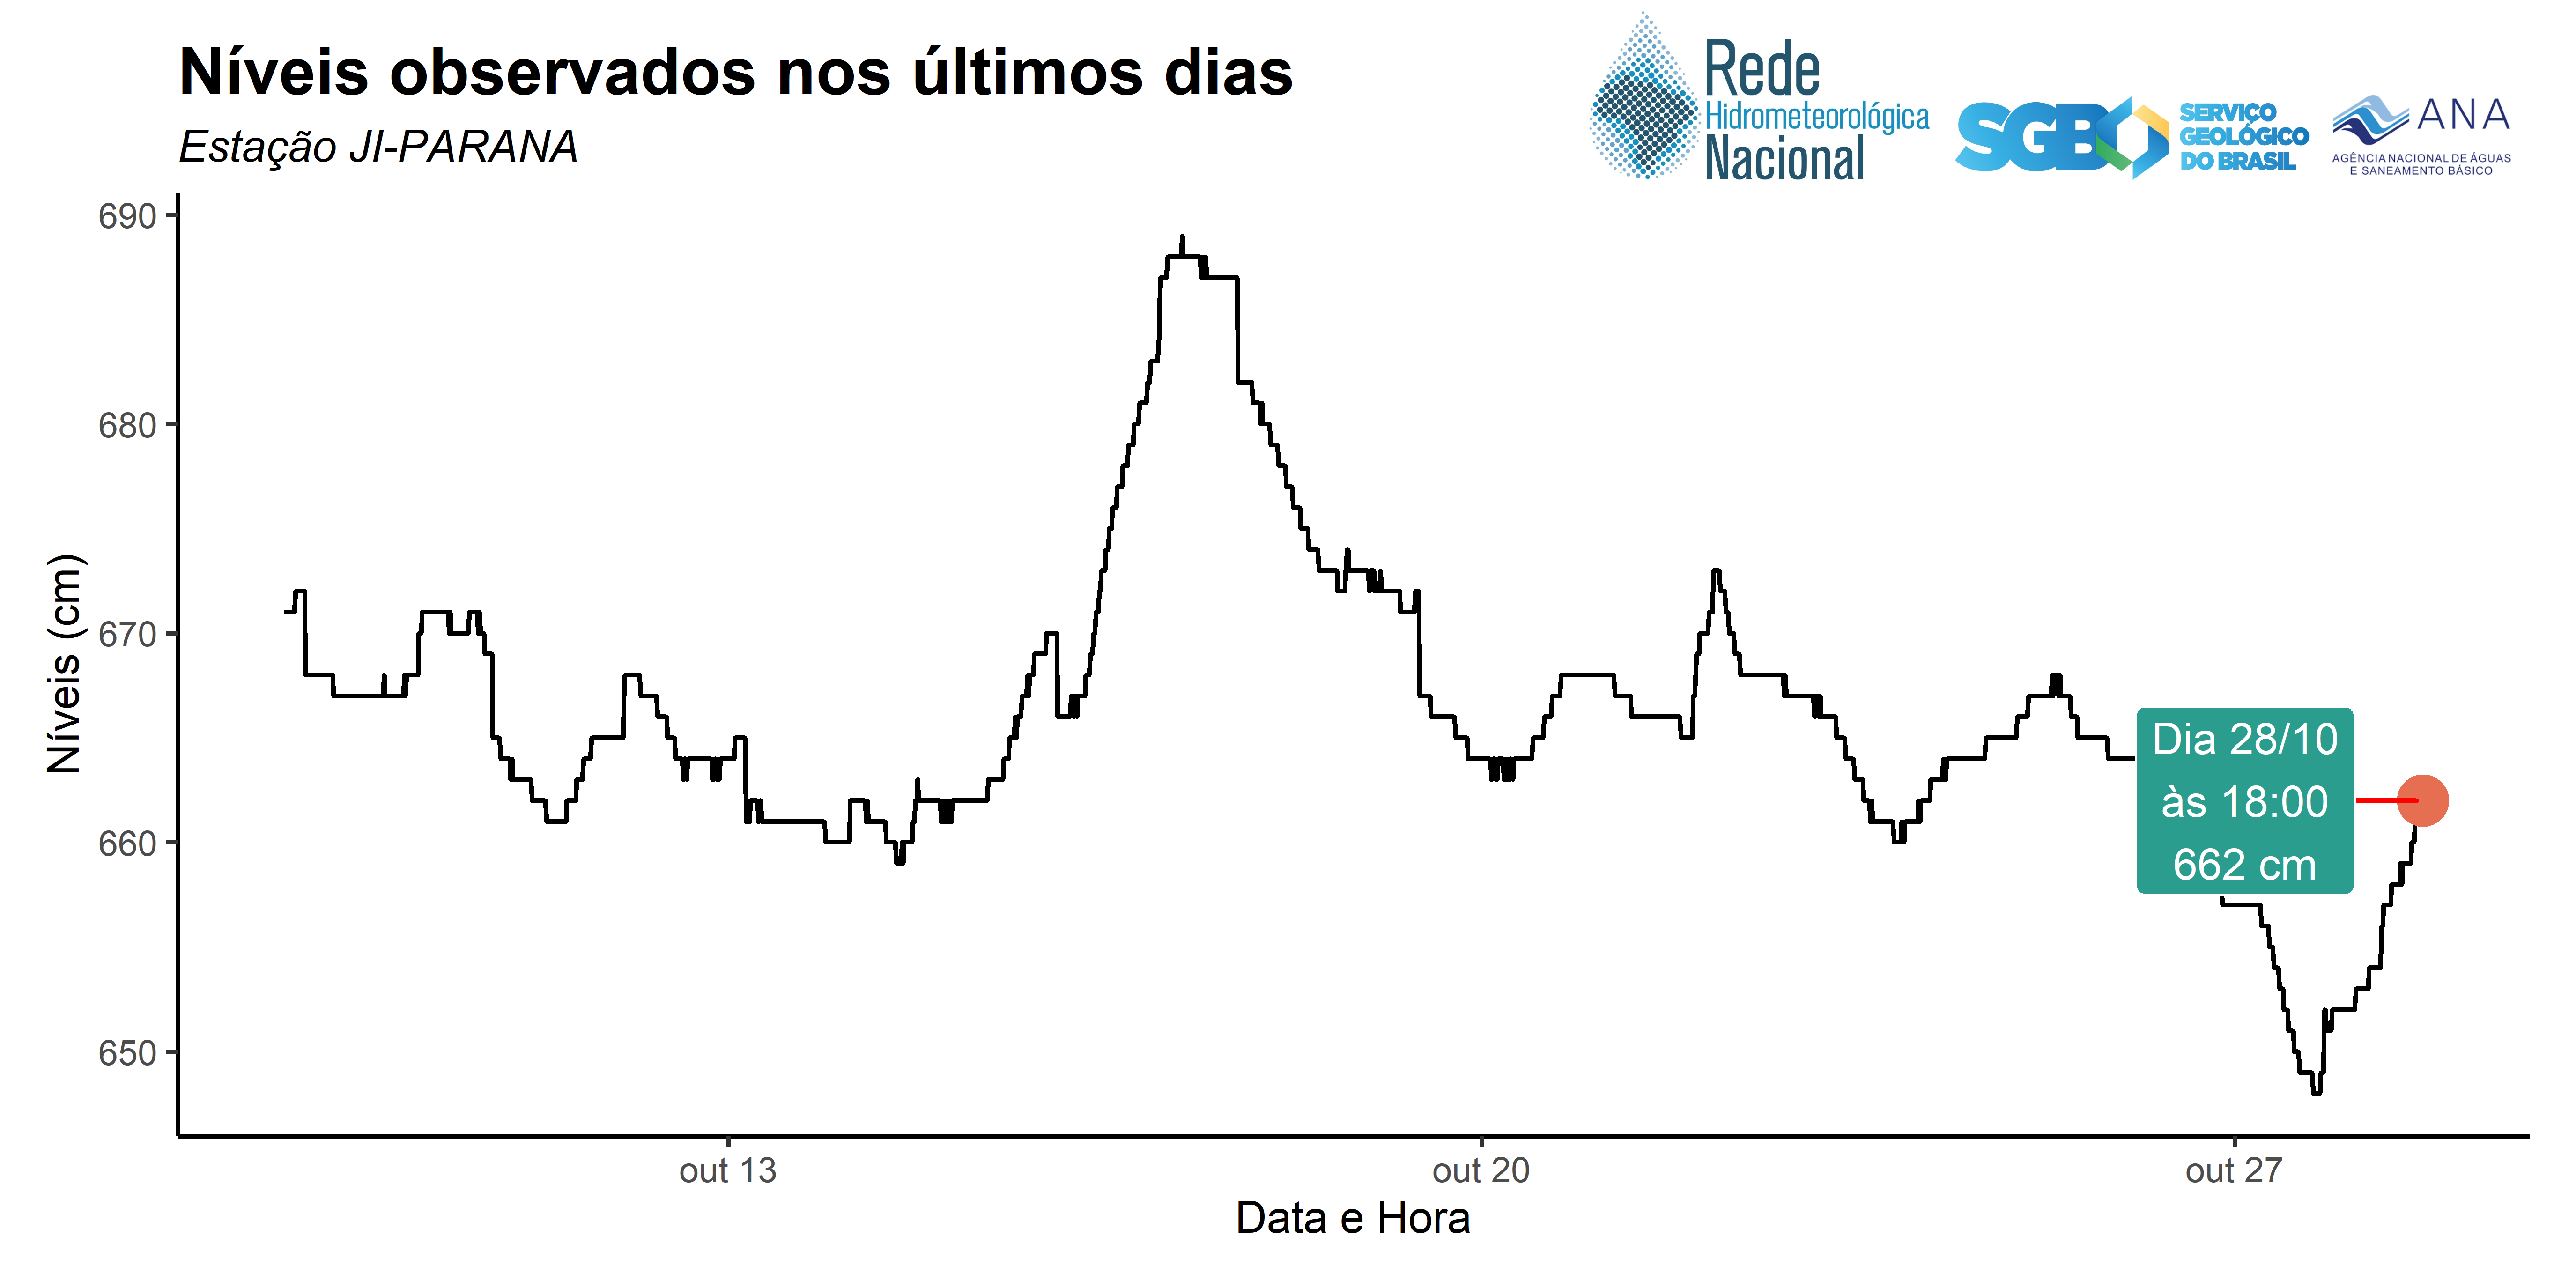 Níveis observados nos últimos dias
Estação JI-PARANA
Rede
Hidrometeorológica
Nacional
SGB
SERVIÇO
GEOLÓGICO
DO BRASIL
ANA
AGÊNCIA NACIONAL DE ÁGUAS
E SANEAMENTO BÁSICO
Níveis (cm)
690
680
670
660
650
Dia 28/10
às 18:00
662 cm
out 13
out 20
out 27
Data e Hora